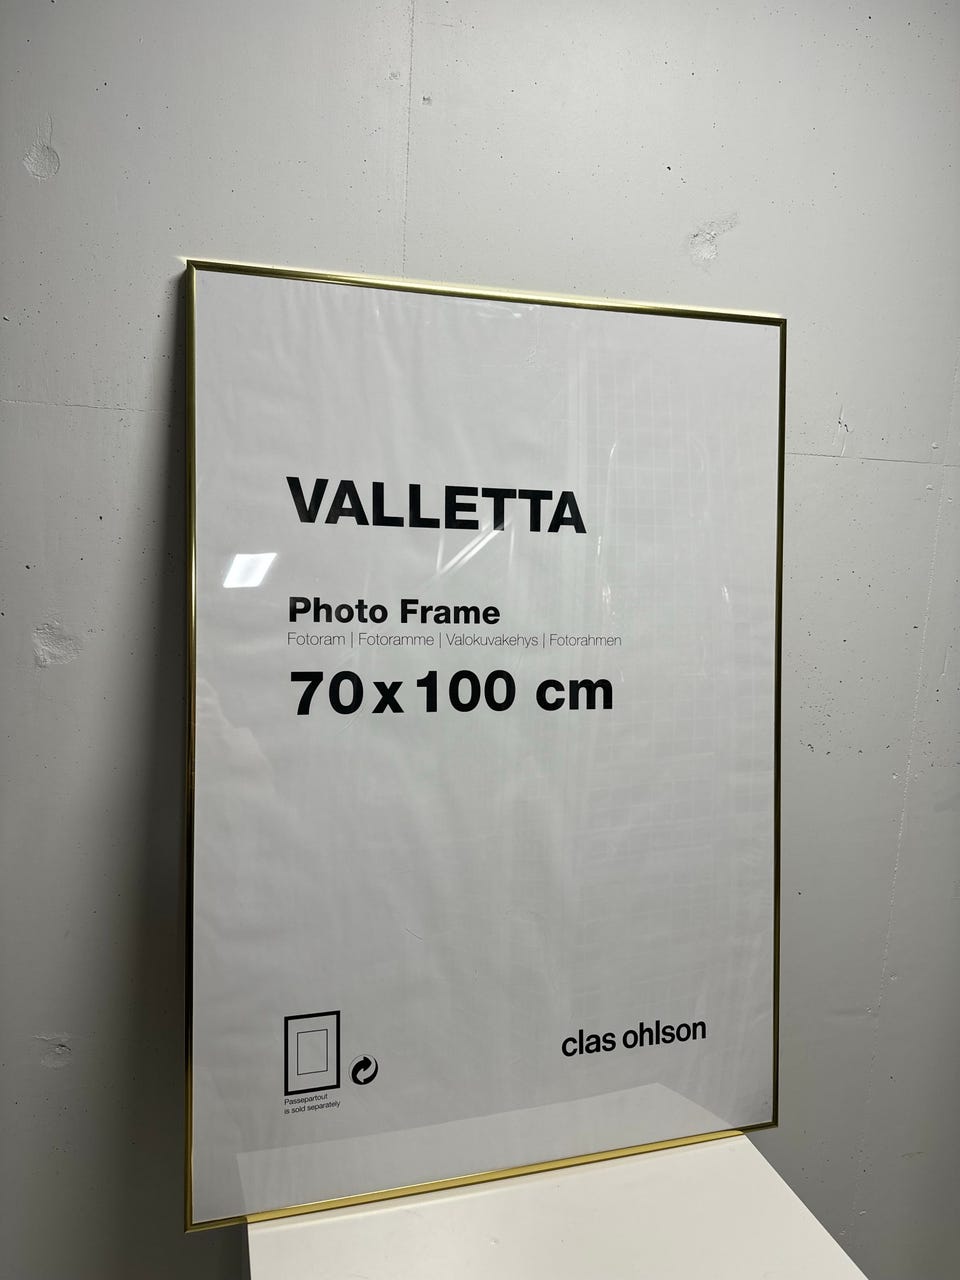 VALLETTA
Photo Frame
Fotoram | Fotoramme | Valokuvakehys | Fotorahmen
70x100 cm
clas ohlson
Passepartout
is sold separately